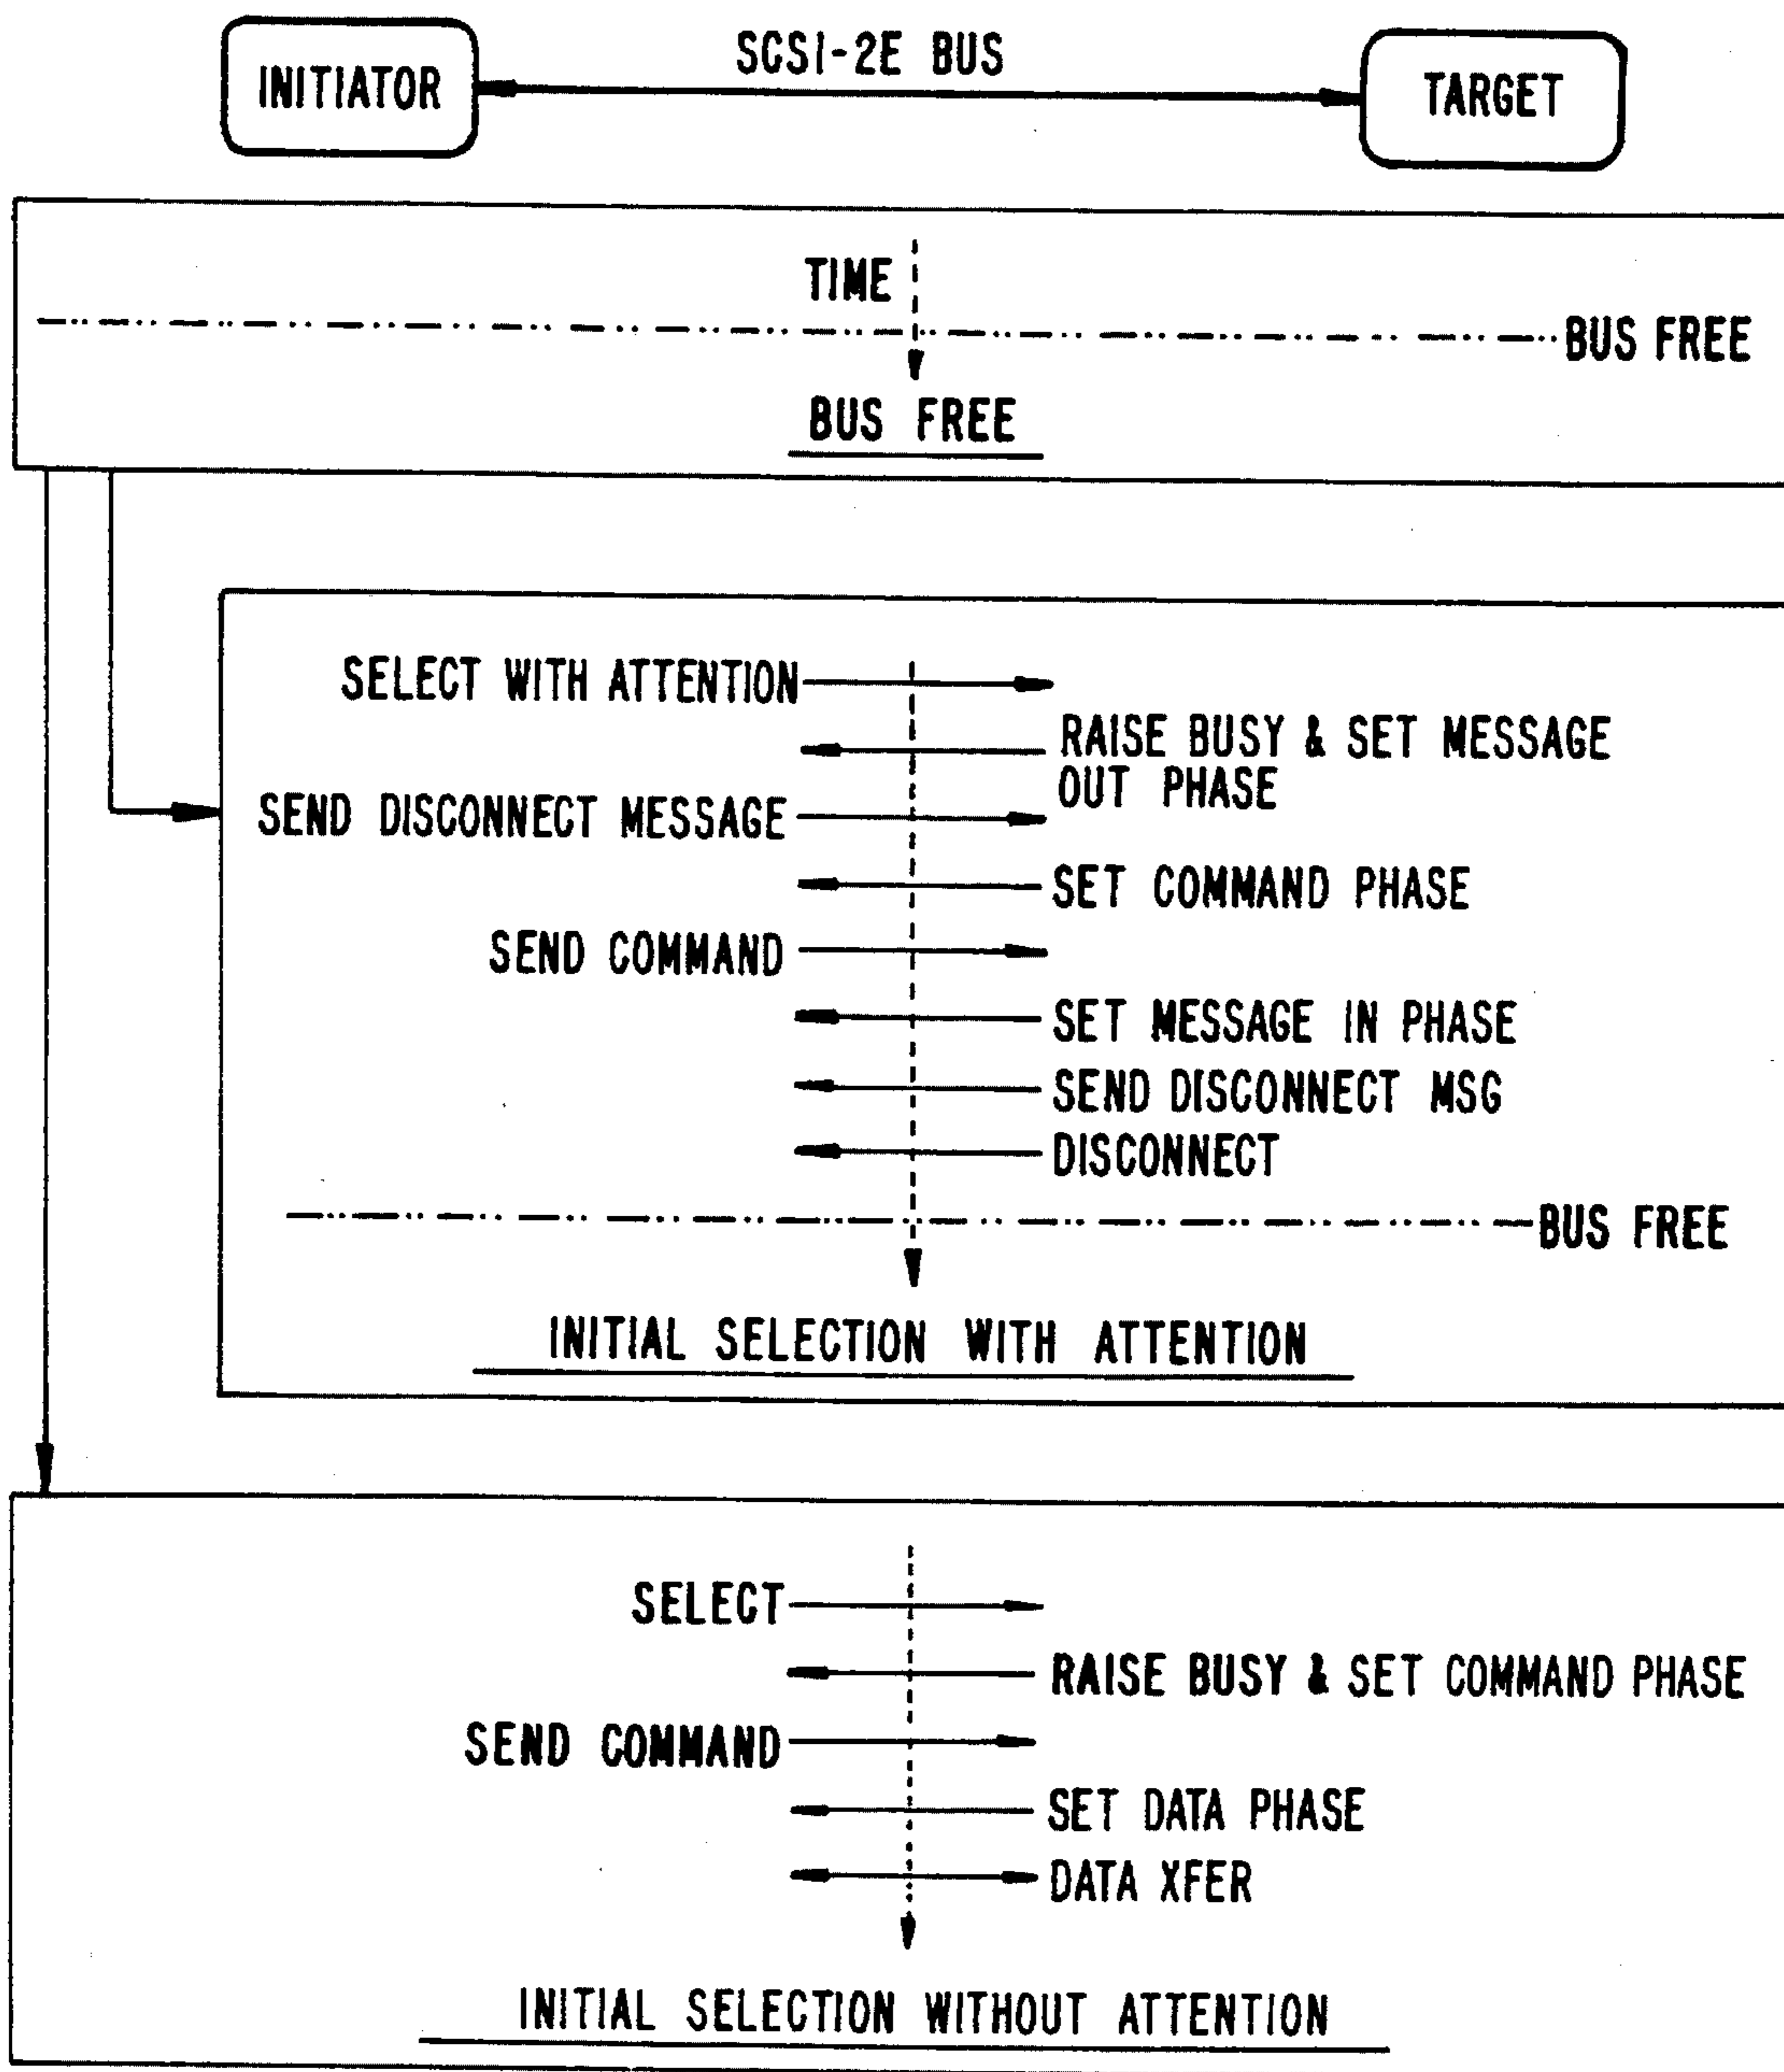 SCSI-2E BUS
INITIATOR
TARGET
TIME
BUS FREE
BUS FREE
SELECT WITH ATTENTION
RAISE BUSY & SET MESSAGE
OUT PHASE
SEND DISCONNECT MESSAGE
SET COMMAND PHASE
SEND COMMAND
SET MESSAGE IN PHASE
SEND DISCONNECT MSG
DISCONNECT
BUS FREE
INITIAL SELECTION WITH ATTENTION
SELECT
RAISE BUSY & SET COMMAND PHASE
SEND COMMAND
SET DATA PHASE
DATA XFER
INITIAL SELECTION WITHOUT ATTENTION